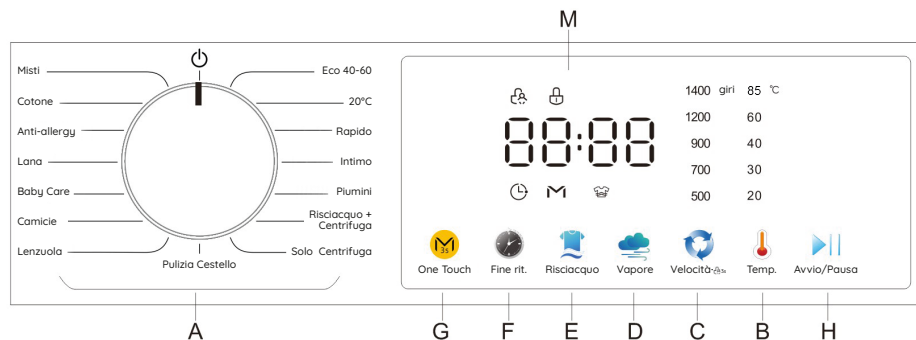 M
Misti
Cotone
Anti-allergy
Lana
Baby Care
Camicie
Lenzuola
Pulizia Cestello
Eco 40-60
20°C
Rapido
Intimo
Piumini
Risciacquo +
Centrifuga
Solo Centrifuga
88:88
M
1400 giri 85 °C
1200 60
900 40
700 30
500 20
M
3s
One Touch
Fine rit.
Risciacquo
Vapore
Velocità-3s
Temp.
Avvio/Pausa
A
G
F
E
D
C
B
H